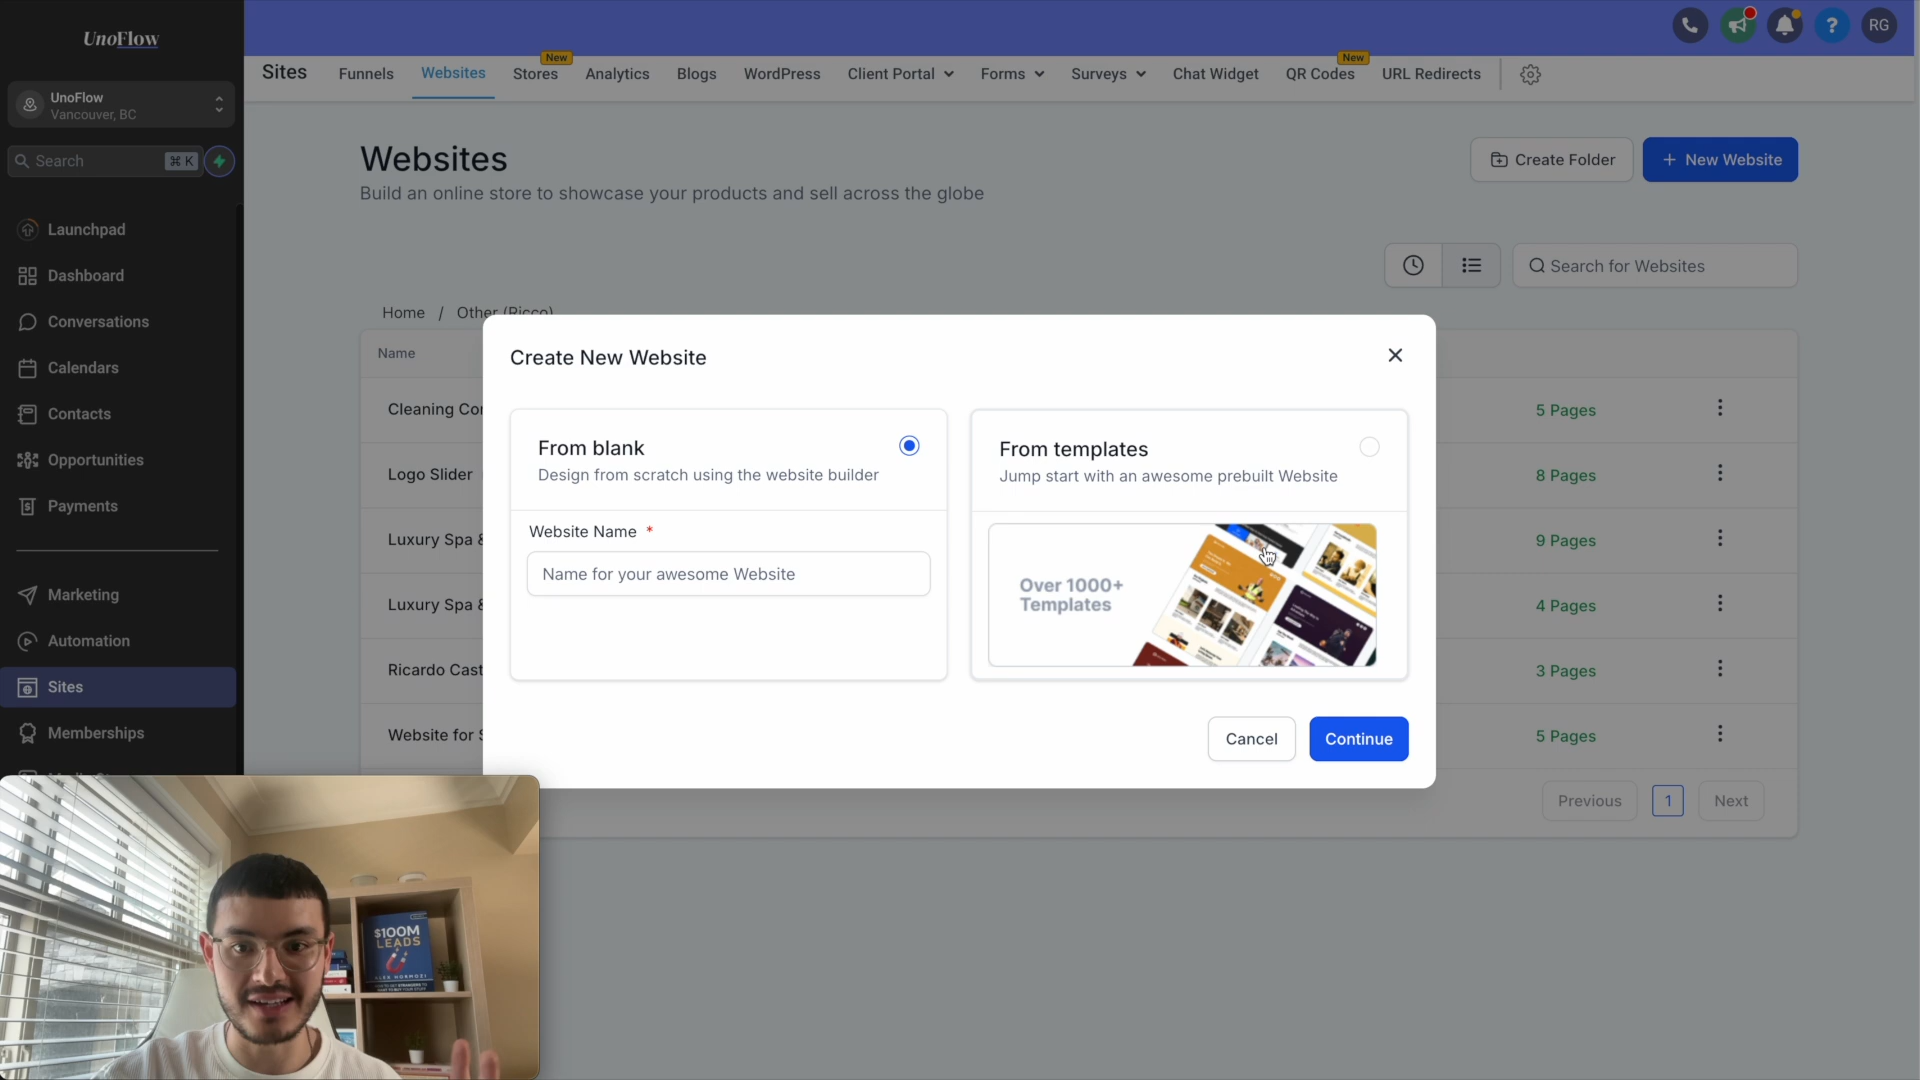 UnoFlow
UnoFlow
Vancouver, BC
Search
⌘ K
Launchpad
Dashboard
Conversations
Calendars
Contacts
Opportunities
Payments
Marketing
Automation
Sites
Memberships
RG
Sites
Funnels
Websites
New
Stores
Analytics
Blogs
WordPress
Client Portal
Forms
Surveys
Chat Widget
New
QR Codes
URL Redirects
Websites
Build an online store to showcase your products and sell across the globe
Create Folder
+ New Website
Search for Websites
Home / Other (Ricco)
Name
Cleaning Co
5 Pages
Logo Slider
8 Pages
Luxury Spa &
9 Pages
Luxury Spa &
4 Pages
Ricardo Cast
3 Pages
Website for S
5 Pages
Previous
1
Next
Create New Website
From blank
Design from scratch using the website builder
Website Name *
Name for your awesome Website
From templates
Jump start with an awesome prebuilt Website
Over 1000+
Templates
Cancel
Continue
$100M
LEADS
ALEX HORMOZI